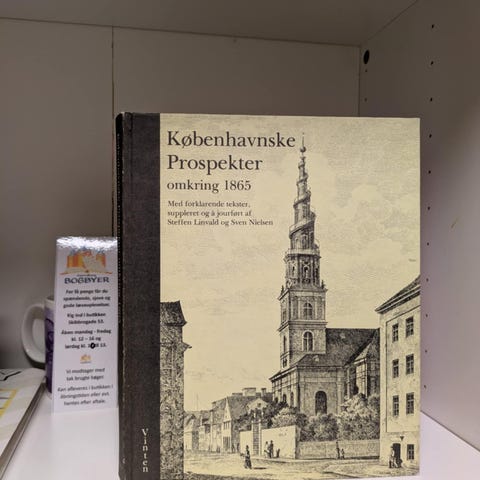 Københavnske
Prospekter
omkring 1865
Med forklarende tekster,
suppleret og à jourført af
Steffen Linvald og Sven Nielsen
Vinten
BOGBYER
For få penge får du
spændende, sjove og
gode læseoplevelser.
Kig ind i butikken
Skibbrogade 53.
Åben mandag - fredag
kl. 12 – 16 og
lørdag kl.
Vi modtager med
tak brugte bøger.
Kan afleveres i butikken i
åbningstiden eller evt.
hentes efter aftale.